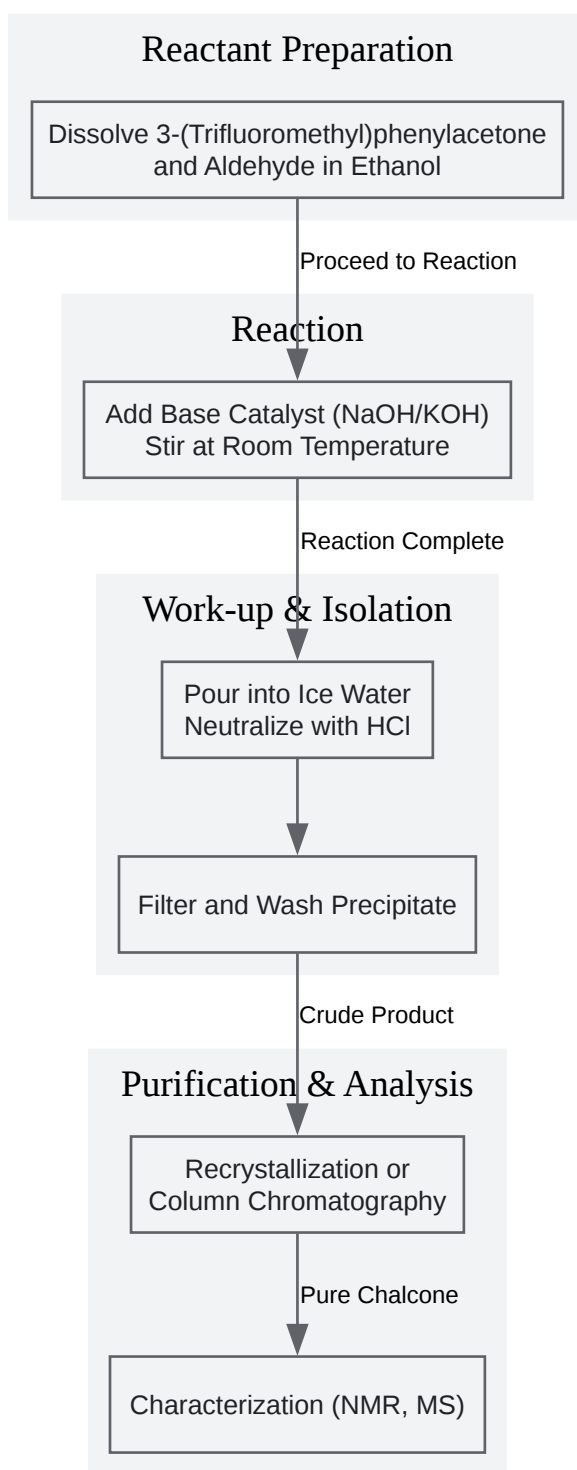 Reactant Preparation
Dissolve 3-(Trifluoromethyl)phenylacetone
and Aldehyde in Ethanol
Proceed to Reaction
Reaction
Add Base Catalyst (NaOH/KOH)
Stir at Room Temperature
Reaction Complete
Work-up & Isolation
Pour into Ice Water
Neutralize with HCl
Filter and Wash Precipitate
Crude Product
Purification & Analysis
Recrystallization or
Column Chromatography
Pure Chalcone
Characterization (NMR, MS)